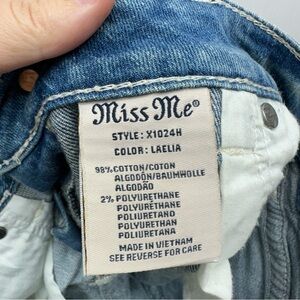 Miss Me®
STYLE: X1024H
COLOR: LAELIA
98% COTTON/COTON
ALGODÓN/BAUMWOLLE
ALGODÃO
2% POLYURETHANE
POLYURÉTHANE
POLIURETANO
POLYURETHAN
POLIURETANA
MADE IN VIETNAM
SEE REVERSE FOR CARE